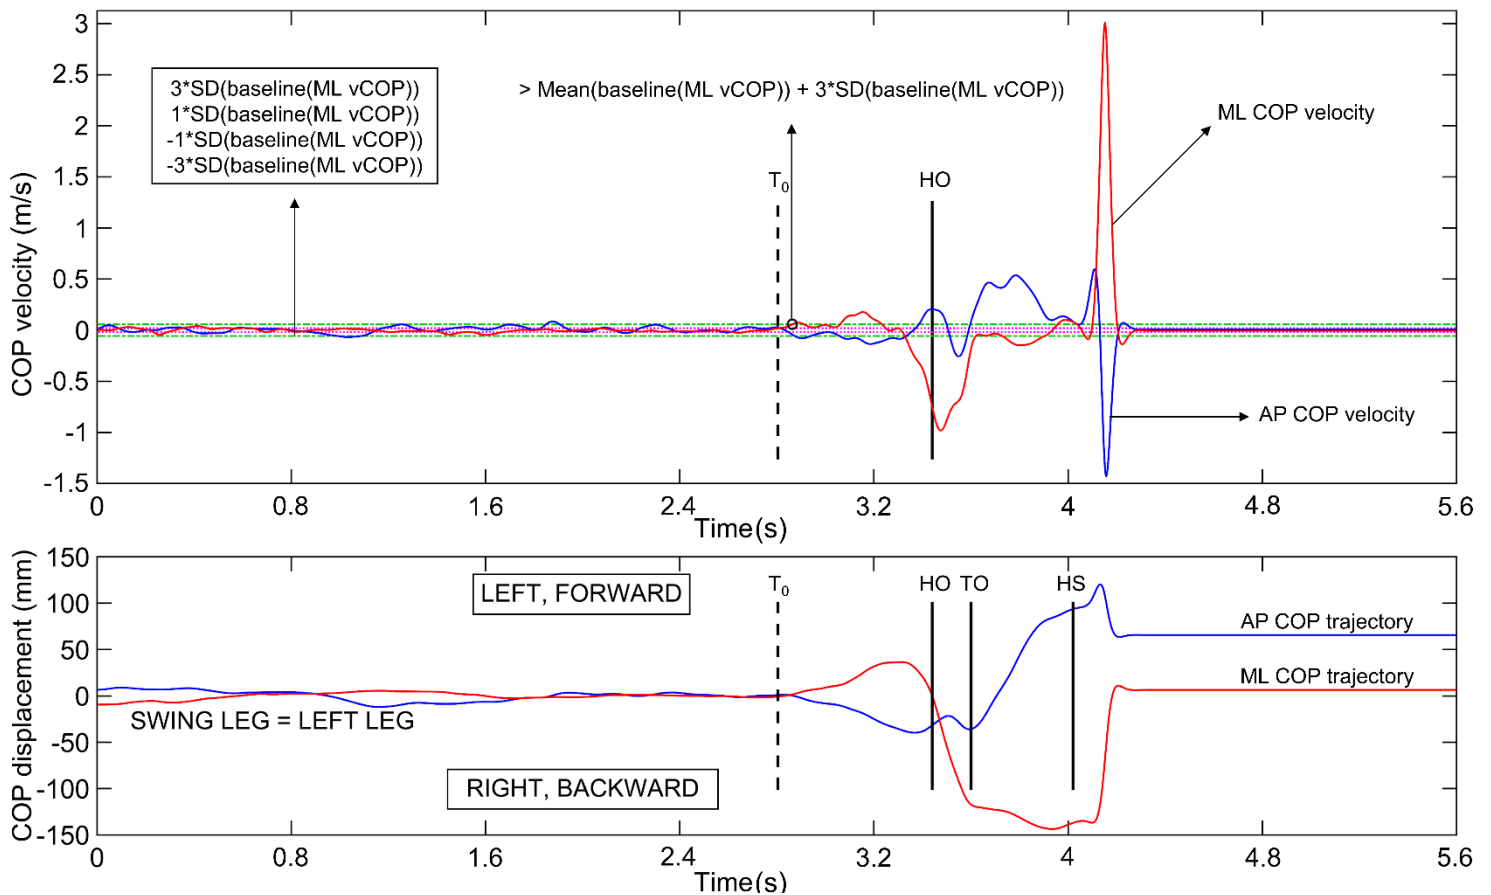 3
2.5
2
1.5
1
0.5
0
-0.5
-1
-1.5
COP velocity (m/s)
3*SD(baseline(ML vCOP))
1*SD(baseline(ML vCOP))
-1*SD(baseline(ML vCOP))
-3*SD(baseline(ML vCOP))
> Mean(baseline(ML vCOP)) + 3*SD(baseline(ML vCOP))
ML COP velocity
T0
HO
AP COP velocity
0 0.8 1.6 2.4 3.2 4 4.8 5.6
Time(s)
150
100
50
0
-50
-100
-150
COP displacement (mm)
LEFT, FORWARD
T0
HO TO HS
AP COP trajectory
ML COP trajectory
SWING LEG = LEFT LEG
RIGHT, BACKWARD
0 0.8 1.6 2.4 3.2 4 4.8 5.6
Time(s)